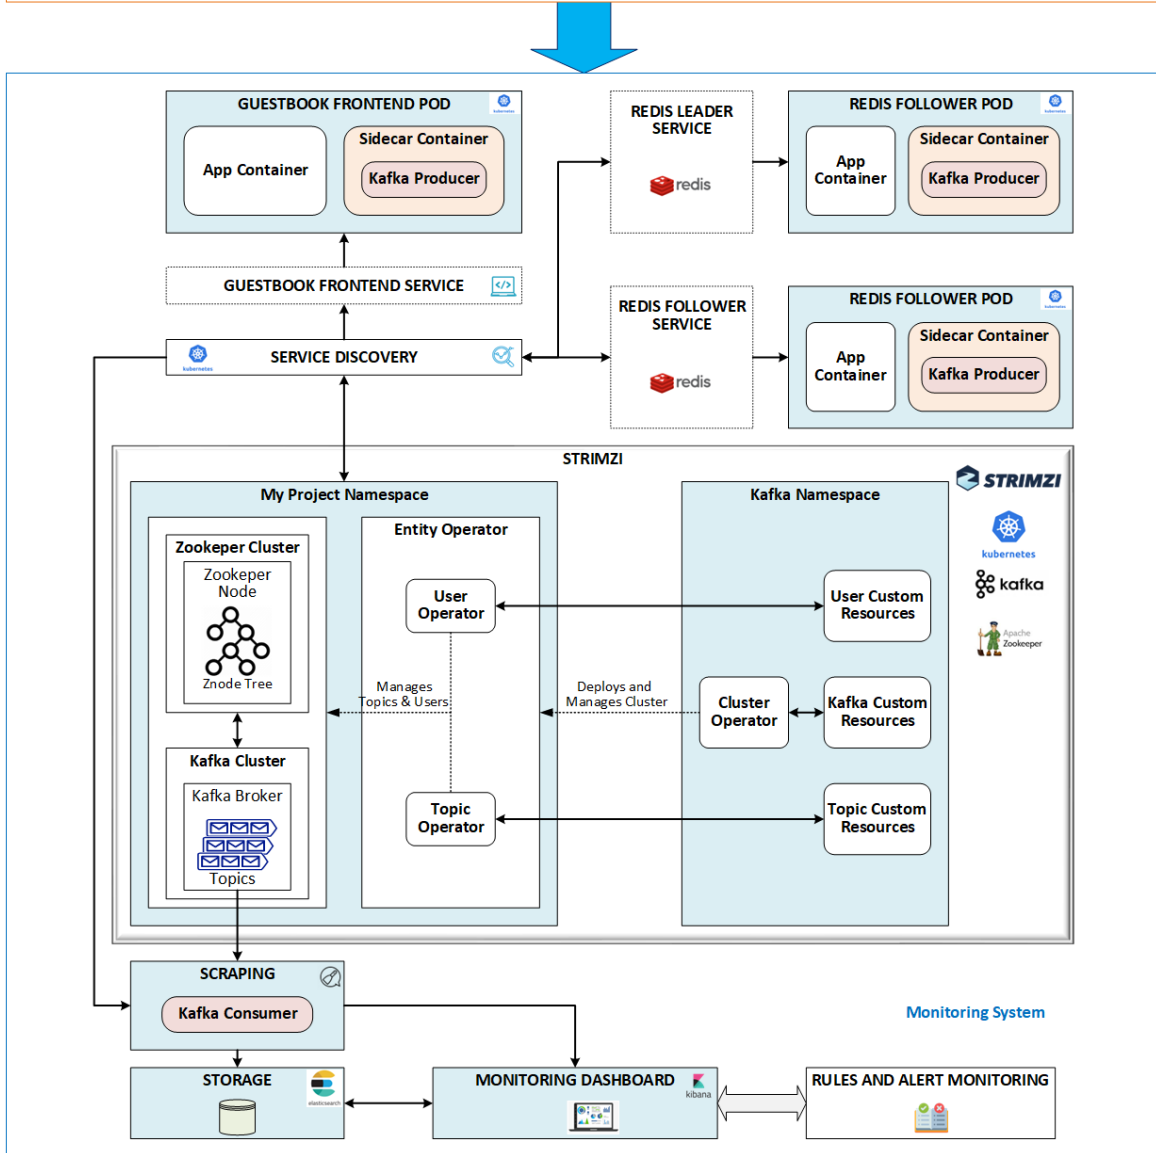 GUESTBOOK FRONTEND POD
kubernetes
App Container
Sidecar Container
Kafka Producer
REDIS LEADER
SERVICE
redis
REDIS FOLLOWER POD
kubernetes
App
Container
Sidecar Container
Kafka Producer
GUESTBOOK FRONTEND SERVICE
</>
REDIS FOLLOWER
SERVICE
redis
REDIS FOLLOWER POD
kubernetes
App
Container
Sidecar Container
Kafka Producer
kubernetes
SERVICE DISCOVERY
STRIMZI
STRIMZI
kubernetes
kafka
Apache
Zookeeper
My Project Namespace
Zookeper Cluster
Zookeper
Node
Znode Tree
Kafka Cluster
Kafka Broker
Topics
Entity Operator
User
Operator
Manages
Topics & Users
Topic
Operator
Deploys and
Manages Cluster
Kafka Namespace
User Custom
Resources
Cluster
Operator
Kafka Custom
Resources
Topic Custom
Resources
SCRAPING
Kafka Consumer
Monitoring System
STORAGE
elasticsearch
MONITORING DASHBOARD
kibana
RULES AND ALERT MONITORING